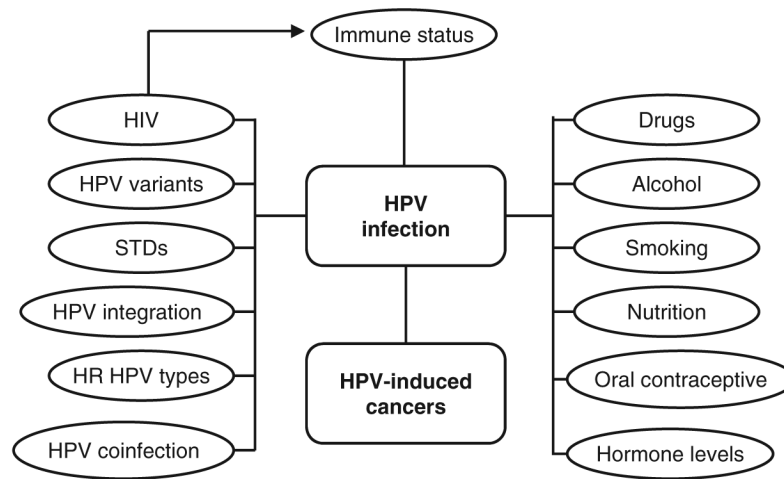 Immune status
HIV
HPV variants
STDs
HPV integration
HR HPV types
HPV coinfection
HPV
infection
HPV-induced
cancers
Drugs
Alcohol
Smoking
Nutrition
Oral contraceptive
Hormone levels